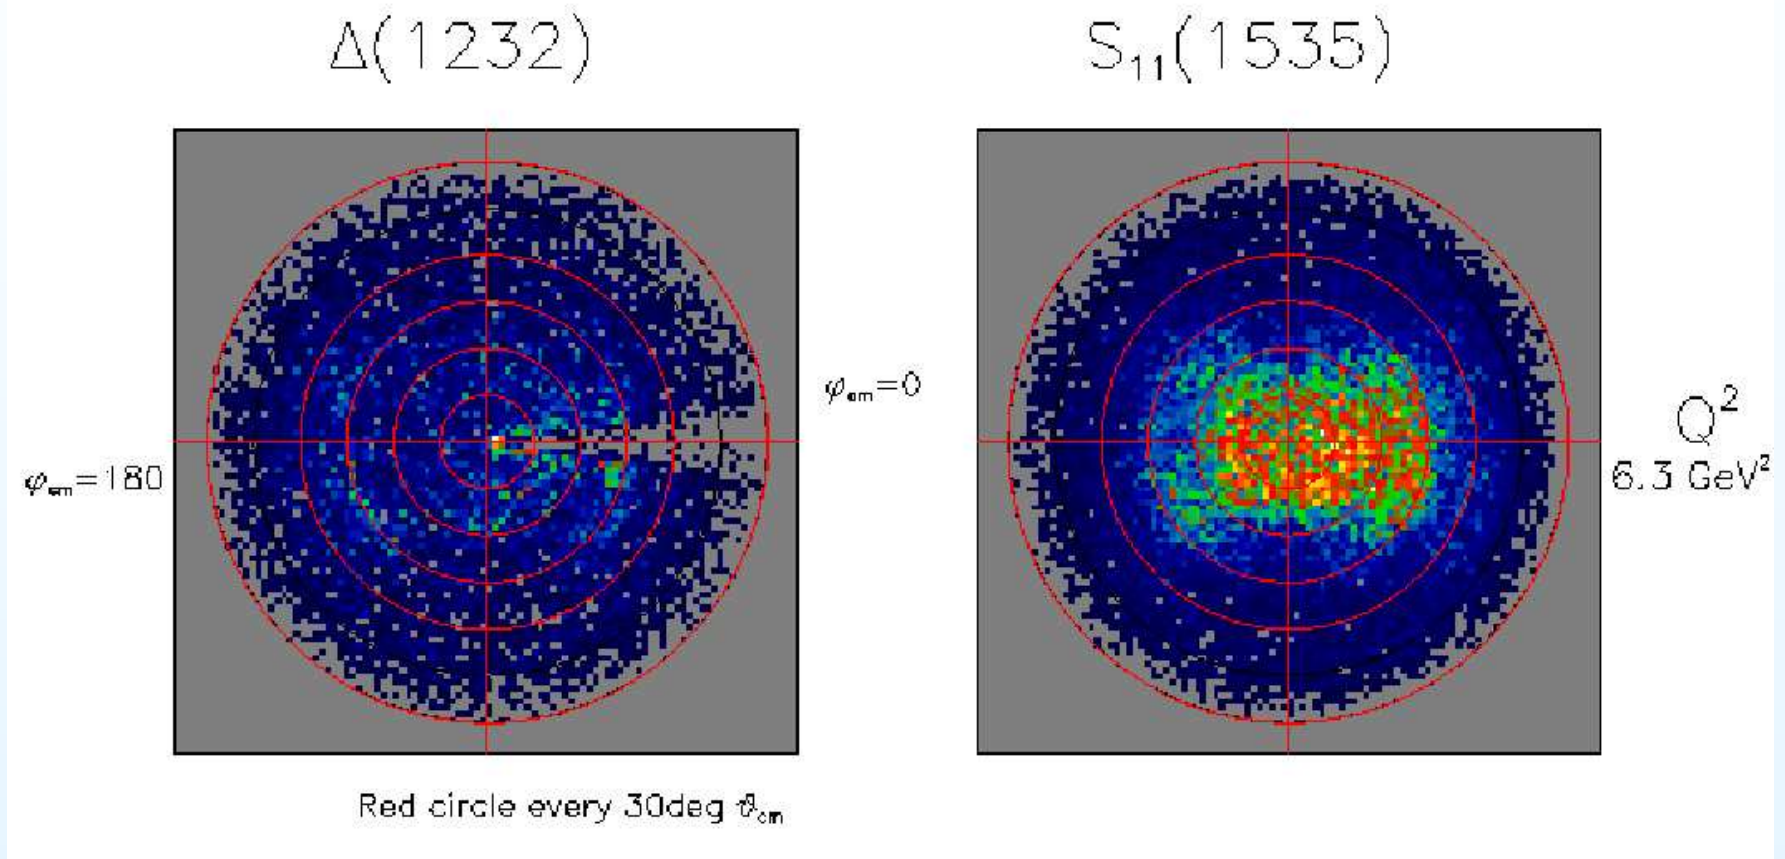 Δ(1232)
S₁₁(1535)
φcm=0
φcm=180
Q²
6.3 GeV²
Red circle every 30deg ϑcm